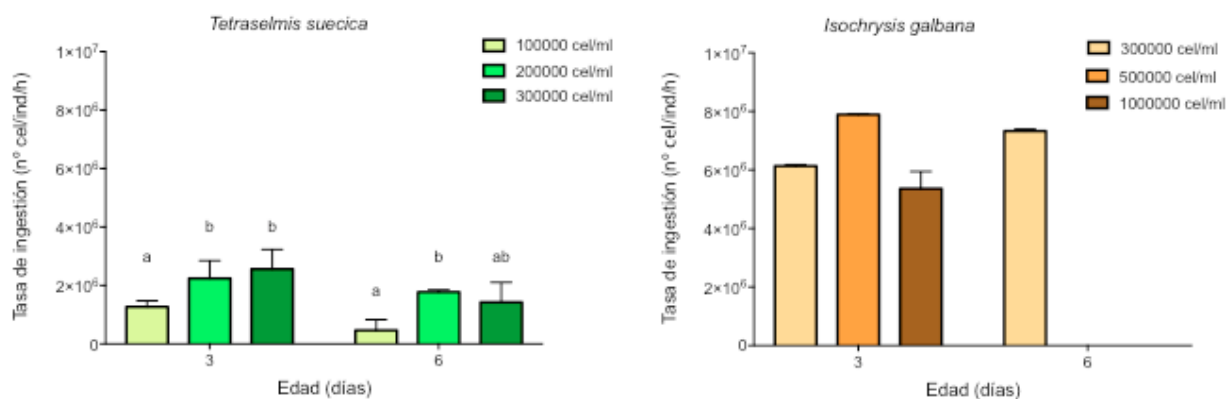 Tetraselmis suecica
100000 cel/ml
200000 cel/ml
300000 cel/ml
Tasa de ingestión (nº cel/ind/h)
1×10⁷
8×10⁶
6×10⁶
4×10⁶
2×10⁶
0
a
b
b
a
b
ab
3
6
Edad (días)
Isochrysis galbana
300000 cel/ml
500000 cel/ml
1000000 cel/ml
Tasa de ingestión (nº cel/ind/h)
1×10⁷
8×10⁶
6×10⁶
4×10⁶
2×10⁶
0
3
6
Edad (días)